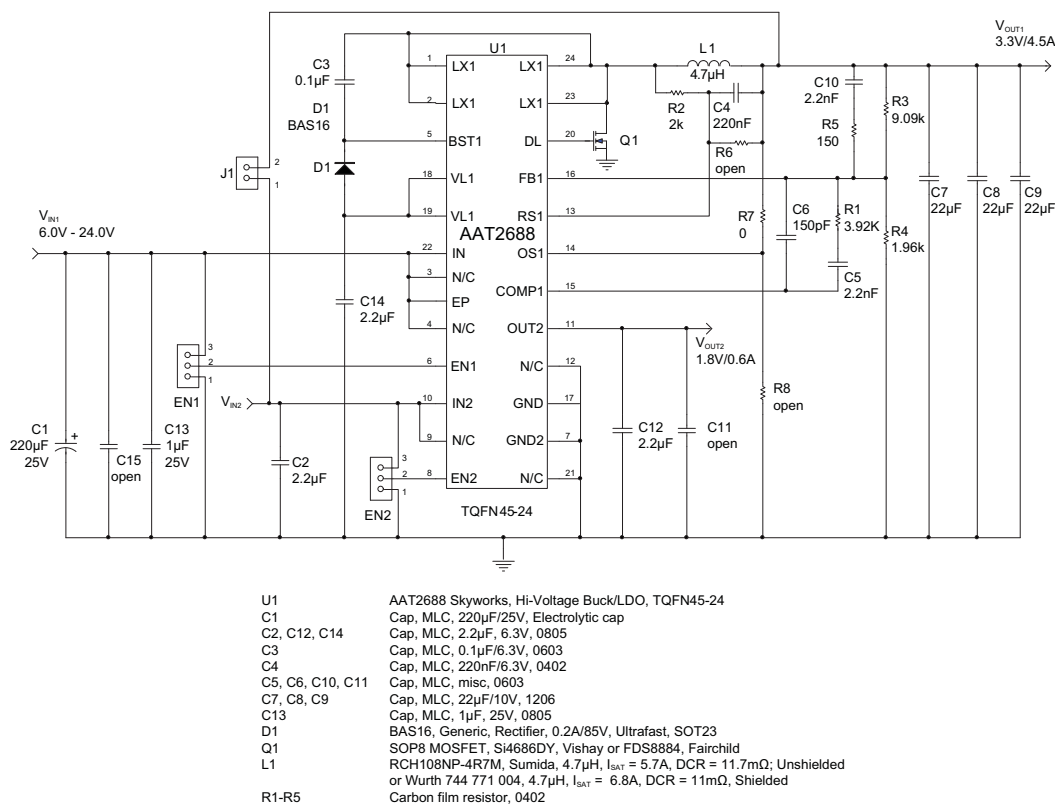 U1
V_OUT1
3.3V/4.5A
C3
0.1µF
1
LX1
LX1
24
L1
4.7µH
C10
2.2nF
R3
9.09k
2
LX1
LX1
23
R2
2k
C4
220nF
R5
150
D1
BAS16
5
BST1
DL
20
Q1
R6
open
J1
2
1
D1
18
VL1
FB1
16
C7
22µF
C8
22µF
C9
22µF
19
VL1
RS1
13
R7
0
C6
150pF
R1
3.92K
R4
1.96k
V_IN1
6.0V - 24.0V
AAT2688
22
IN
OS1
14
3
N/C
C5
2.2nF
EP
COMP1
15
C14
2.2µF
4
N/C
OUT2
11
V_OUT2
1.8V/0.6A
3
2
1
EN1
6
EN1
N/C
12
R8
open
V_IN2
10
IN2
GND
17
C1
220µF
25V
+
C15
open
C13
1µF
25V
C2
2.2µF
9
N/C
GND2
7
C12
2.2µF
C11
open
3
2
1
EN2
8
EN2
N/C
21
TQFN45-24
U1 AAT2688 Skyworks, Hi-Voltage Buck/LDO, TQFN45-24
C1 Cap, MLC, 220µF/25V, Electrolytic cap
C2, C12, C14 Cap, MLC, 2.2µF, 6.3V, 0805
C3 Cap, MLC, 0.1µF/6.3V, 0603
C4 Cap, MLC, 220nF/6.3V, 0402
C5, C6, C10, C11 Cap, MLC, misc, 0603
C7, C8, C9 Cap, MLC, 22µF/10V, 1206
C13 Cap, MLC, 1µF, 25V, 0805
D1 BAS16, Generic, Rectifier, 0.2A/85V, Ultrafast, SOT23
Q1 SOP8 MOSFET, Si4686DY, Vishay or FDS8884, Fairchild
L1 RCH108NP-4R7M, Sumida, 4.7µH, I_SAT = 5.7A, DCR = 11.7mΩ; Unshielded
or Wurth 744 771 004, 4.7µH, I_SAT = 6.8A, DCR = 11mΩ, Shielded
R1-R5 Carbon film resistor, 0402